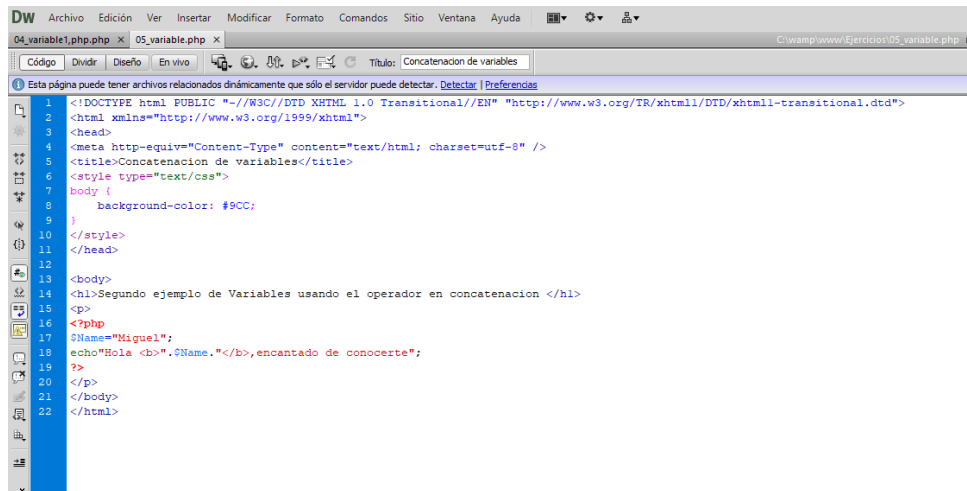 DW Archivo Edición Ver Insertar Modificar Formato Comandos Sitio Ventana Ayuda
04_variable1,php.php × 05_variable.php × C:\wamp\www\Ejercicios\05_variable.php
Código Dividir Diseño En vivo Título: Concatenacion de variables
Esta página puede tener archivos relacionados dinámicamente que sólo el servidor puede detectar. Detectar | Preferencias
1 <!DOCTYPE html PUBLIC "-//W3C//DTD XHTML 1.0 Transitional//EN" "http://www.w3.org/TR/xhtml1/DTD/xhtml1-transitional.dtd">
2 <html xmlns="http://www.w3.org/1999/xhtml">
3 <head>
4 <meta http-equiv="Content-Type" content="text/html; charset=utf-8" />
5 <title>Concatenacion de variables</title>
6 <style type="text/css">
7 body {
8     background-color: #9CC;
9 }
10 </style>
11 </head>
12
13 <body>
14 <h1>Segundo ejemplo de Variables usando el operador en concatenacion </h1>
15 <p>
16 <?php
17 $Name="Miguel";
18 echo"Hola <b>".$Name."</b>,encantado de conocerte";
19 ?>
20 </p>
21 </body>
22 </html>